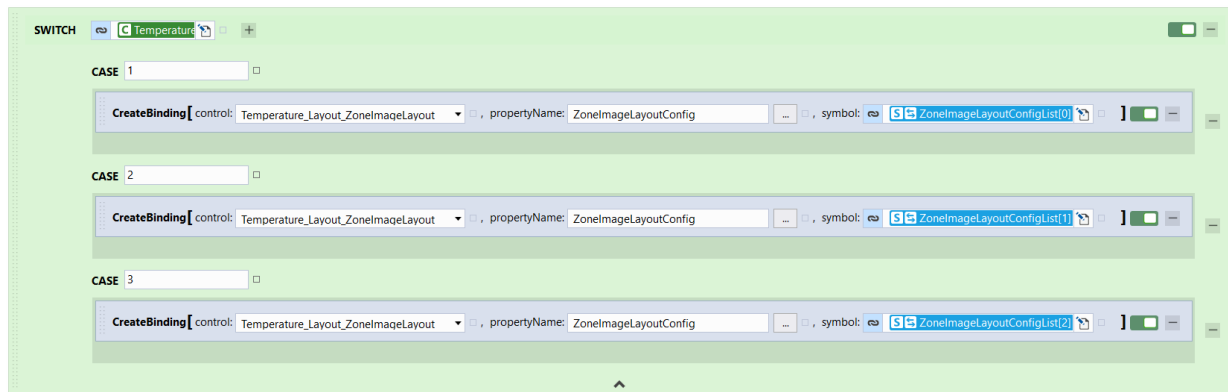 SWITCH C Temperature
CASE 1
CreateBinding[ control: Temperature_Layout_ZoneImageLayout , propertyName: ZoneImageLayoutConfig ... , symbol: S ZoneImageLayoutConfigList[0] ]
CASE 2
CreateBinding[ control: Temperature_Layout_ZoneImageLayout , propertyName: ZoneImageLayoutConfig ... , symbol: S ZoneImageLayoutConfigList[1] ]
CASE 3
CreateBinding[ control: Temperature_Layout_ZoneImageLayout , propertyName: ZoneImageLayoutConfig ... , symbol: S ZoneImageLayoutConfigList[2] ]